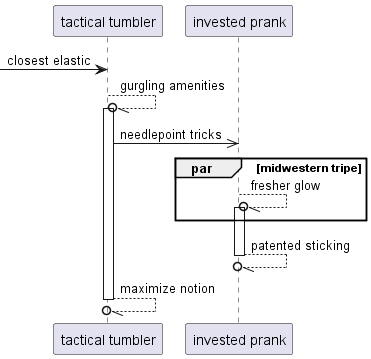 tactical tumbler
invested prank
closest elastic
gurgling amenities
needlepoint tricks
par
[midwestern tripe]
fresher glow
patented sticking
maximize notion
tactical tumbler
invested prank